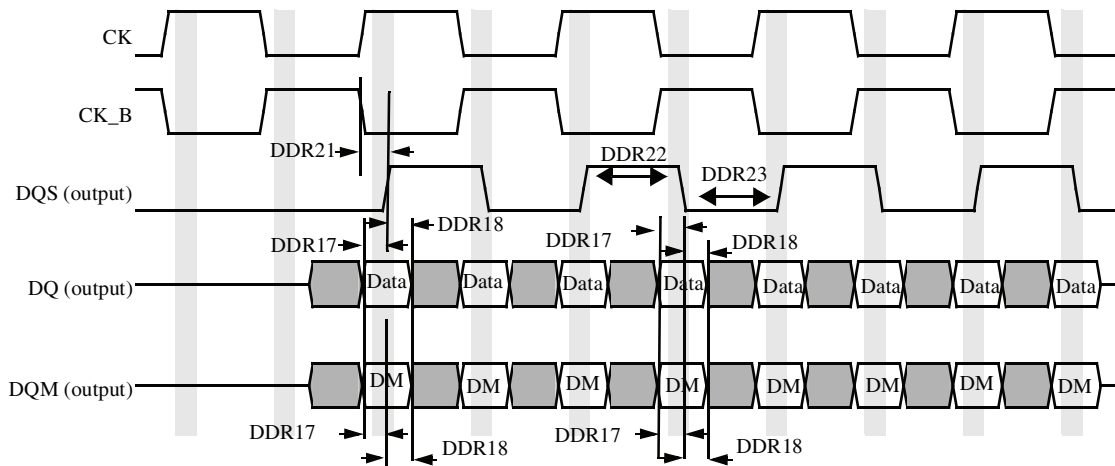 CK
CK_B
DDR21
DDR22
DDR23
DQS (output)
DDR17
DDR18
DDR17
DDR18
DQ (output)
Data Data Data Data Data Data Data Data
DQM (output)
DM DM DM DM DM DM DM DM
DDR17
DDR18
DDR17
DDR18